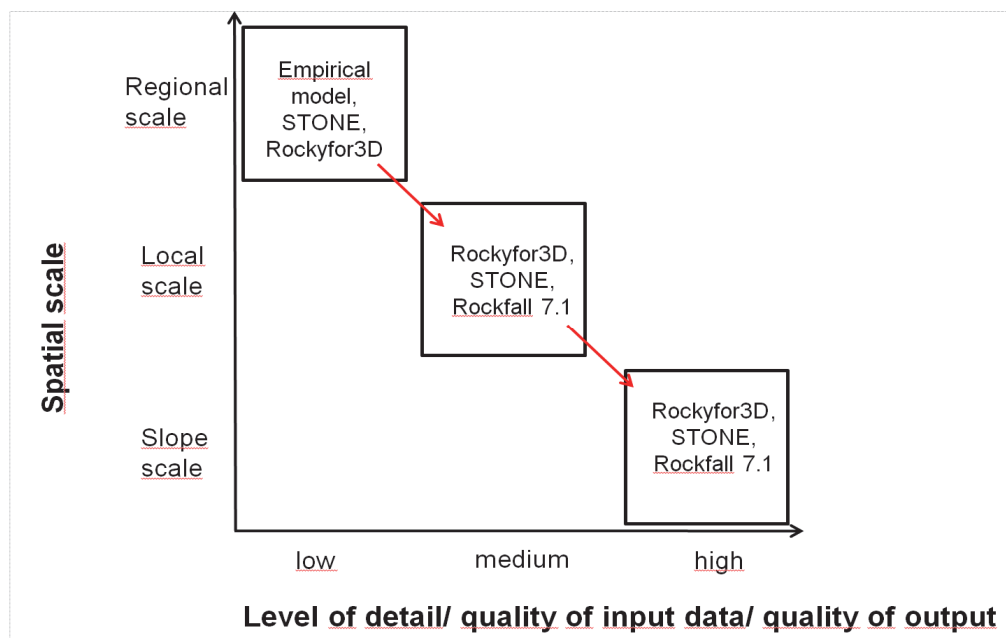 Regional
scale
Empirical
model,
STONE,
Rockyfor3D
Spatial scale
Local
scale
Rockyfor3D,
STONE,
Rockfall 7.1
Slope
scale
Rockyfor3D,
STONE,
Rockfall 7.1
low
medium
high
Level of detail/ quality of input data/ quality of output